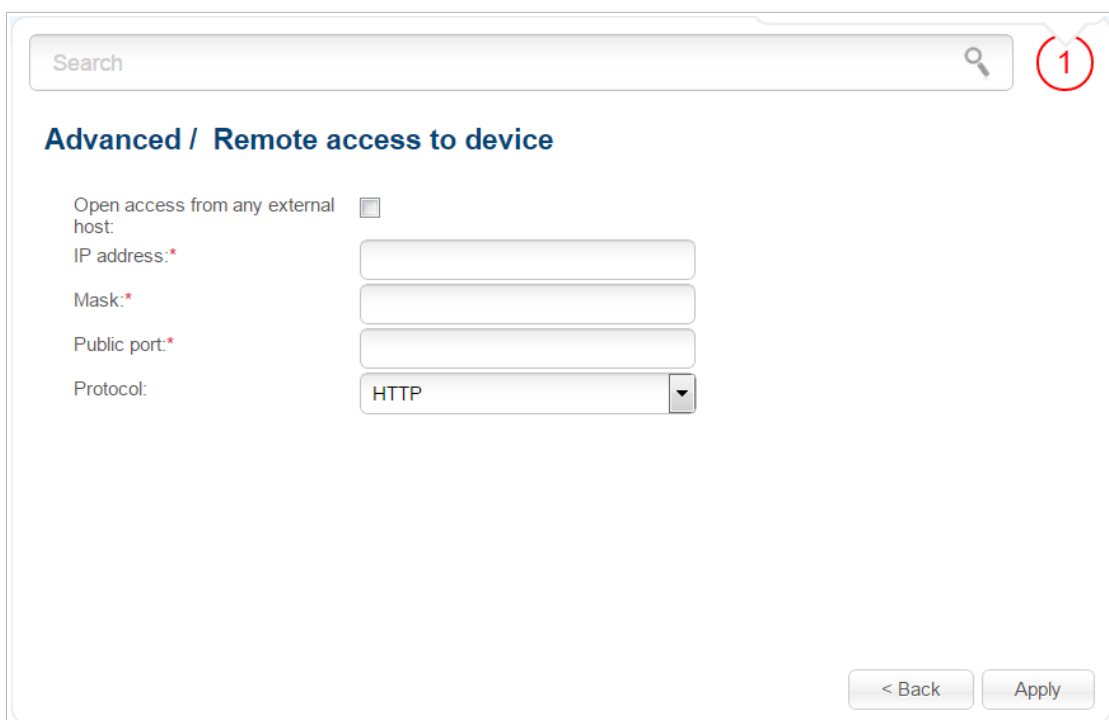 Search
1
Advanced / Remote access to device
Open access from any external
host:
IP address:*
Mask:*
Public port:*
Protocol:
HTTP
< Back
Apply